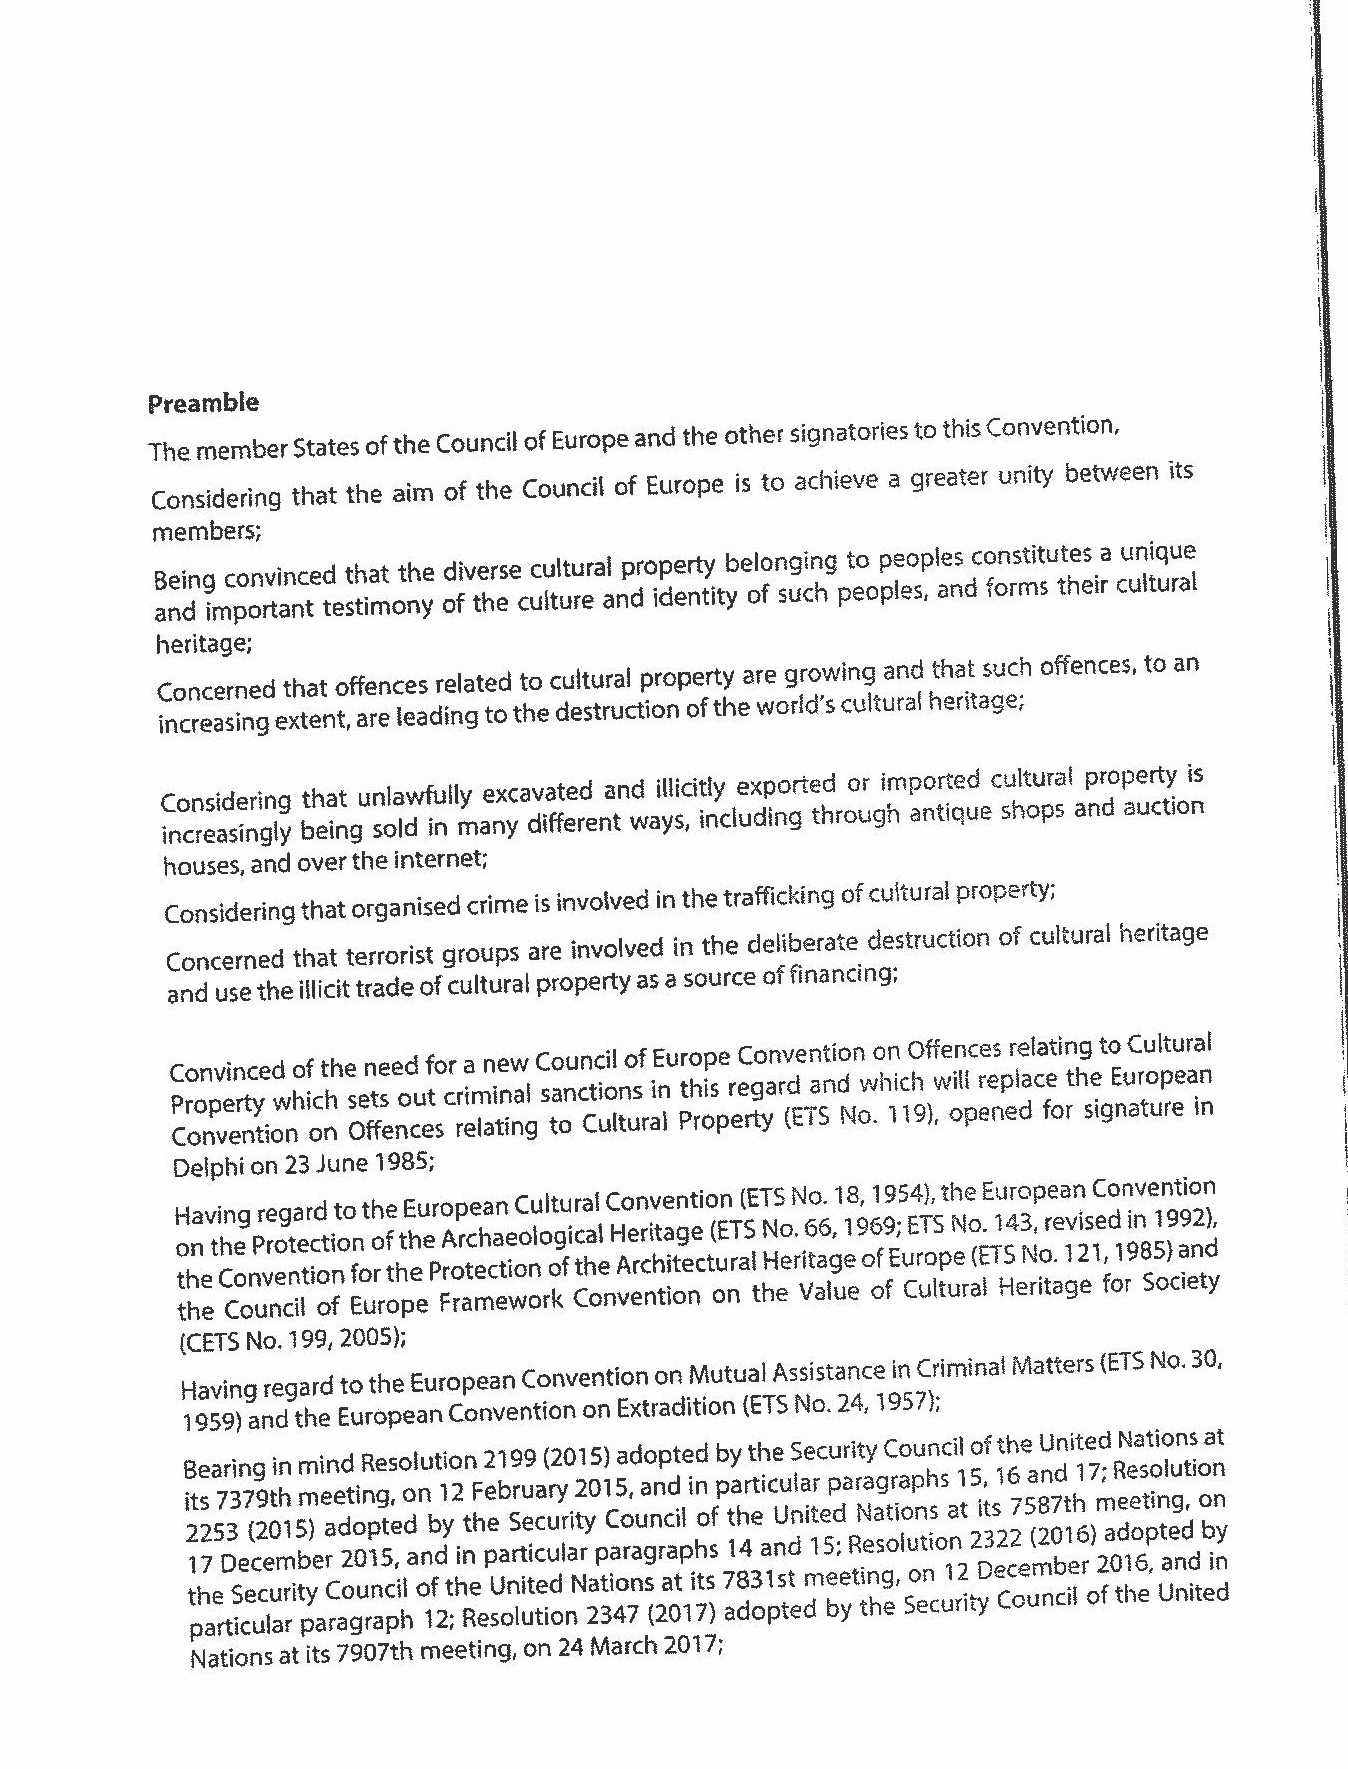 Preamble
The member States of the Council of Europe and the other signatories to this Convention,
Considering that the aim of the Council of Europe is to achieve a greater unity between its
members;
Being convinced that the diverse cultural property belonging to peoples constitutes a unique
and important testimony of the culture and identity of such peoples, and forms their cultural
heritage;
Concerned that offences related to cultural property are growing and that such offences, to an
increasing extent, are leading to the destruction of the world's cultural heritage;
Considering that unlawfully excavated and illicitly exported or imported cultural property is
increasingly being sold in many different ways, including through antique shops and auction
houses, and over the internet;
Considering that organised crime is involved in the trafficking of cultural property;
Concerned that terrorist groups are involved in the deliberate destruction of cultural heritage
and use the illicit trade of cultural property as a source of financing;
Convinced of the need for a new Council of Europe Convention on Offences relating to Cultural
Property which sets out criminal sanctions in this regard and which will replace the European
Convention on Offences relating to Cultural Property (ETS No. 119), opened for signature in
Delphi on 23 June 1985;
Having regard to the European Cultural Convention (ETS No. 18, 1954), the European Convention
on the Protection of the Archaeological Heritage (ETS No. 66, 1969; ETS No. 143, revised in 1992),
the Convention for the Protection of the Architectural Heritage of Europe (ETS No. 121, 1985) and
the Council of Europe Framework Convention on the Value of Cultural Heritage for Society
(CETS No. 199, 2005);
Having regard to the European Convention on Mutual Assistance in Criminal Matters (ETS No. 30,
1959) and the European Convention on Extradition (ETS No. 24, 1957);
Bearing in mind Resolution 2199 (2015) adopted by the Security Council of the United Nations at
its 7379th meeting, on 12 February 2015, and in particular paragraphs 15, 16 and 17; Resolution
2253 (2015) adopted by the Security Council of the United Nations at its 7587th meeting, on
17 December 2015, and in particular paragraphs 14 and 15; Resolution 2322 (2016) adopted by
the Security Council of the United Nations at its 7831st meeting, on 12 December 2016, and in
particular paragraph 12; Resolution 2347 (2017) adopted by the Security Council of the United
Nations at its 7907th meeting, on 24 March 2017;